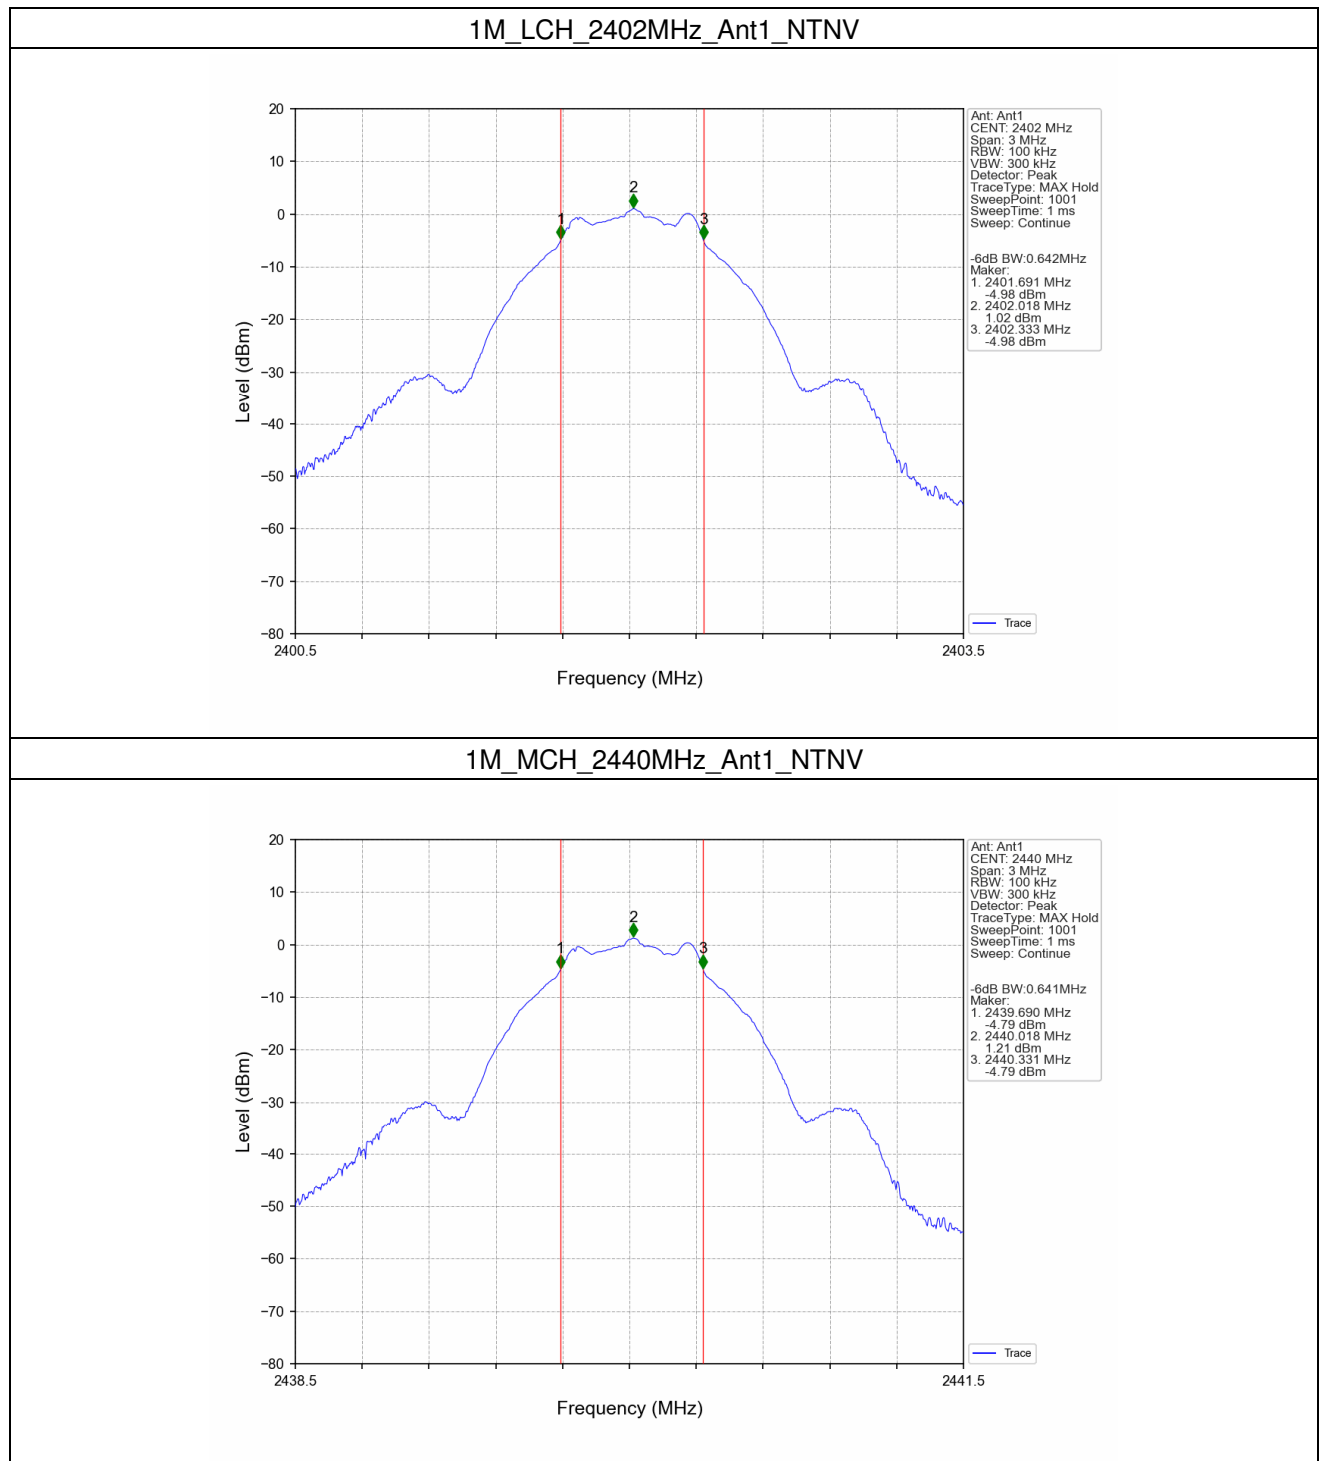 1M_LCH_2402MHz_Ant1_NTNV
20
10
0
−10
−20
−30
−40
−50
−60
−70
−80
Level (dBm)
1
2
3
2400.5
2403.5
Frequency (MHz)
Ant: Ant1
CENT: 2402 MHz
Span: 3 MHz
RBW: 100 kHz
VBW: 300 kHz
Detector: Peak
TraceType: MAX Hold
SweepPoint: 1001
SweepTime: 1 ms
Sweep: Continue
-6dB BW:0.642MHz
Maker:
1. 2401.691 MHz
-4.98 dBm
2. 2402.018 MHz
1.02 dBm
3. 2402.333 MHz
-4.98 dBm
Trace
1M_MCH_2440MHz_Ant1_NTNV
20
10
0
−10
−20
−30
−40
−50
−60
−70
−80
Level (dBm)
1
2
3
2438.5
2441.5
Frequency (MHz)
Ant: Ant1
CENT: 2440 MHz
Span: 3 MHz
RBW: 100 kHz
VBW: 300 kHz
Detector: Peak
TraceType: MAX Hold
SweepPoint: 1001
SweepTime: 1 ms
Sweep: Continue
-6dB BW:0.641MHz
Maker:
1. 2439.690 MHz
-4.79 dBm
2. 2440.018 MHz
1.21 dBm
3. 2440.331 MHz
-4.79 dBm
Trace